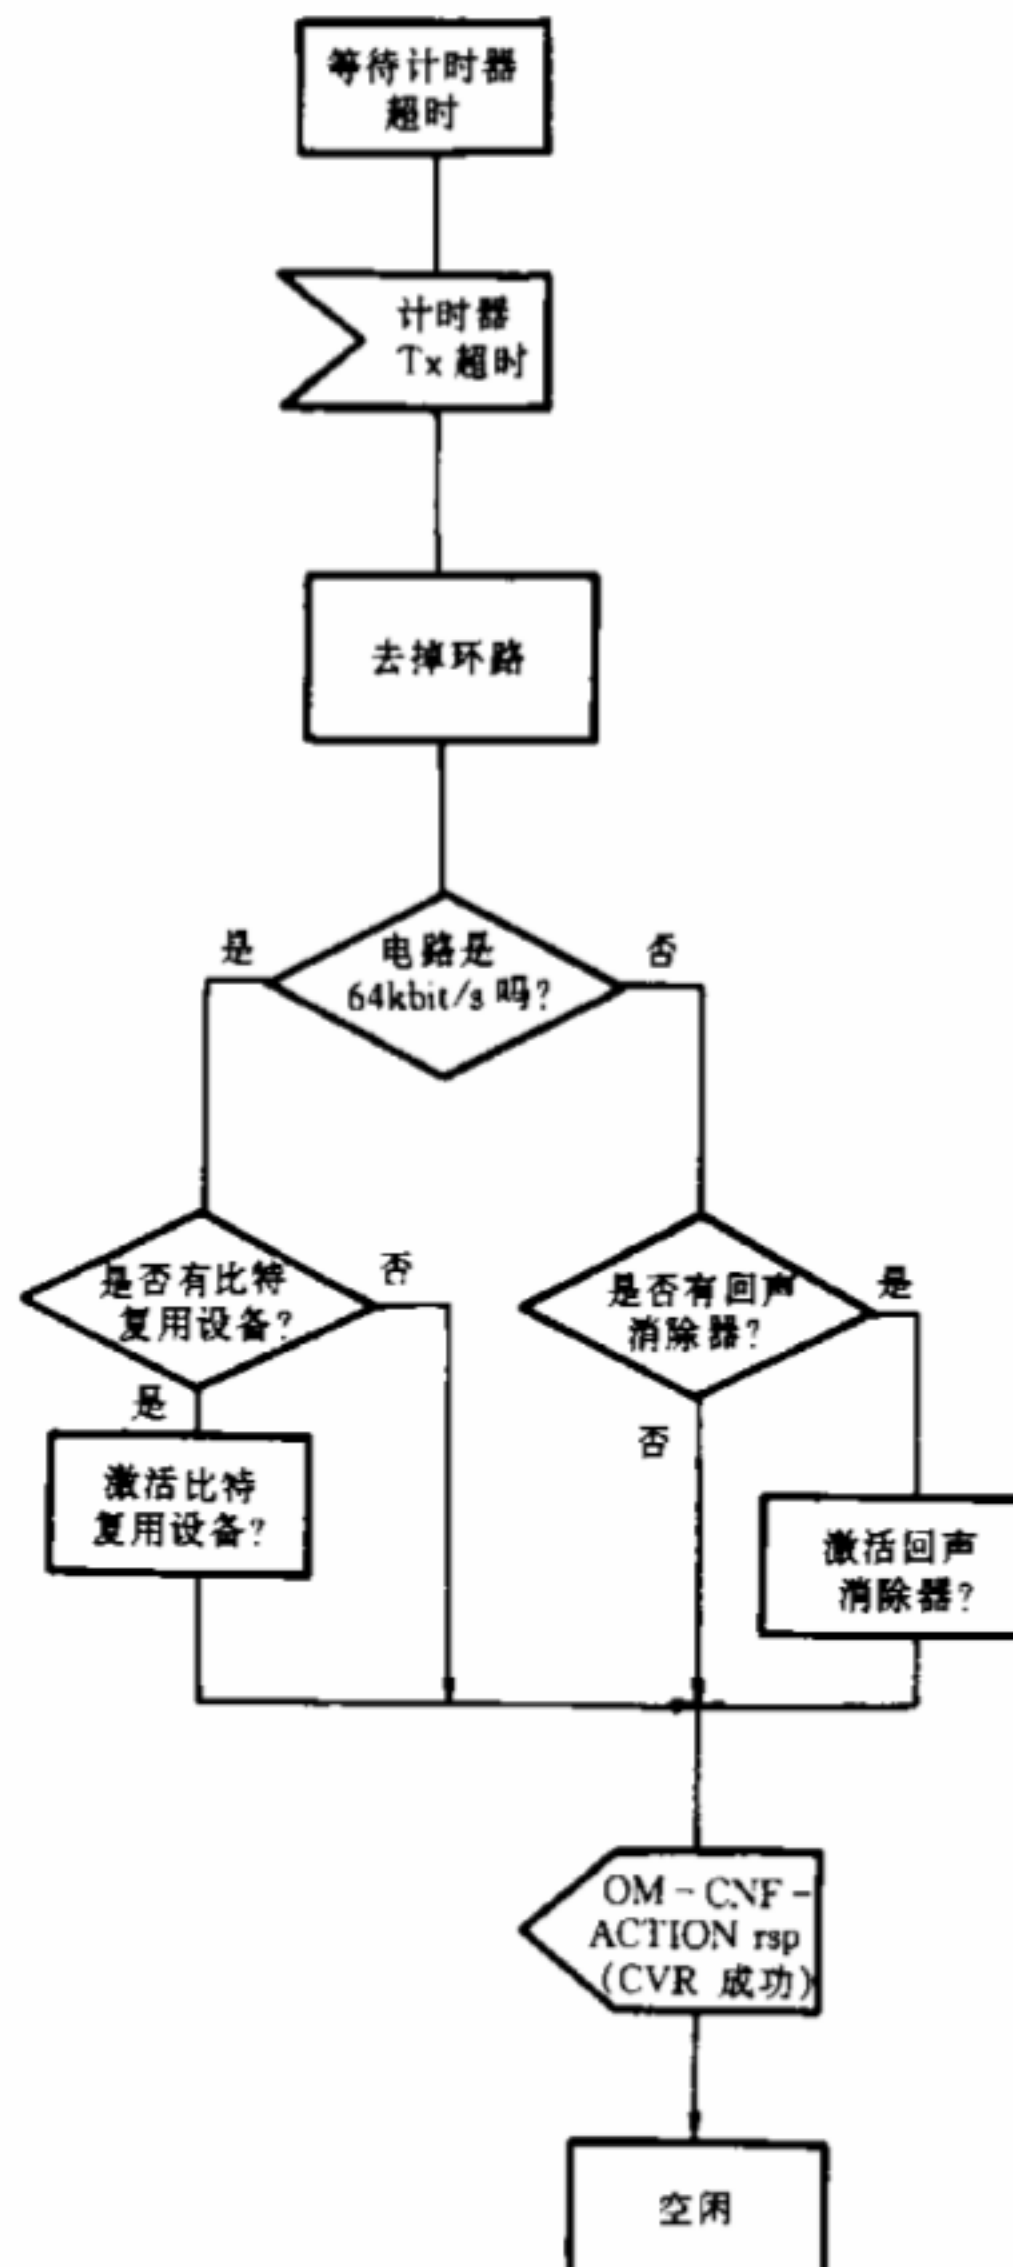 等待计时器
超时
计时器
Tx 超时
去掉环路
是
电路是
64kbit/s 吗?
否
是否有比特
复用设备?
否
是否有回声
消除器?
是
是
否
激活比特
复用设备?
激活回声
消除器?
OM-CNF-
ACTION rsp
(CVR 成功)
空闲